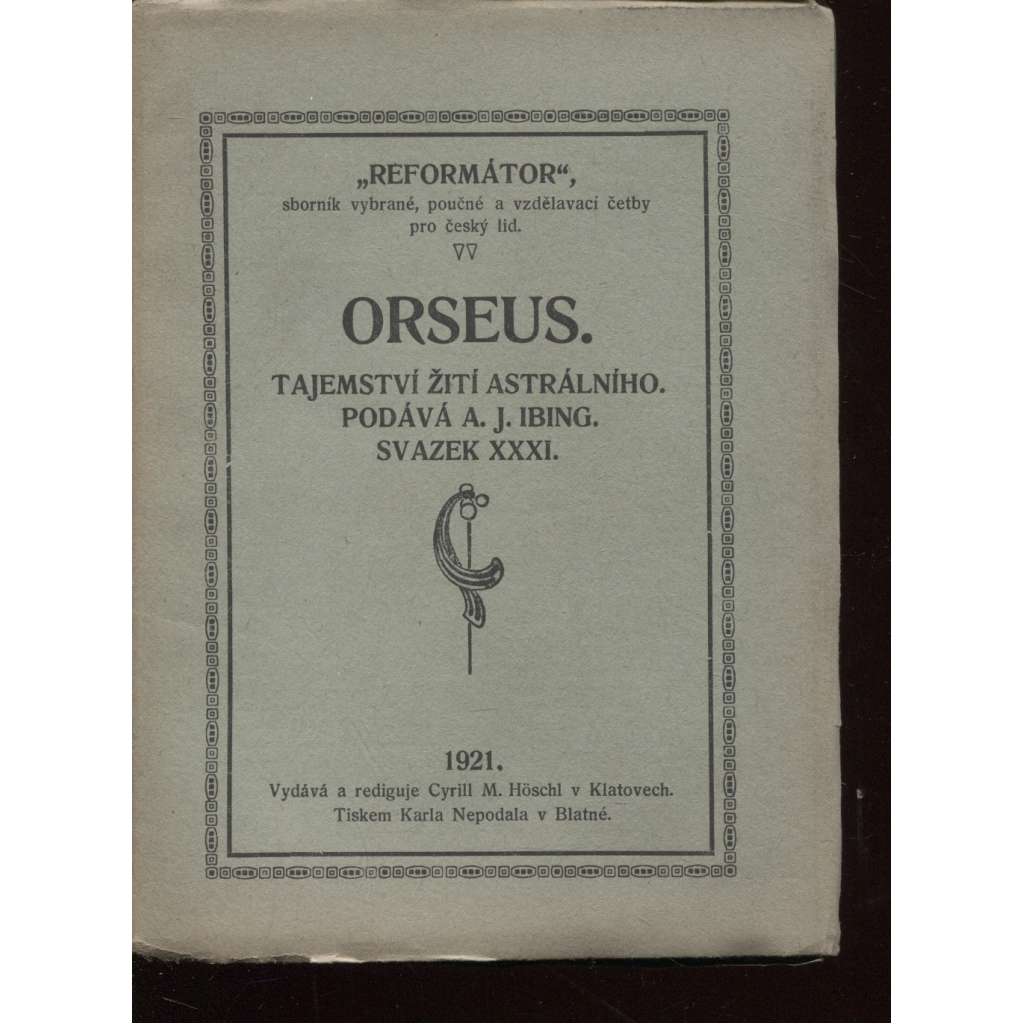 „REFORMÁTOR“,
sborník vybrané, poučné a vzdělavací četby
pro český lid.
ORSEUS.
TAJEMSTVÍ ŽITÍ ASTRÁLNÍHO.
PODÁVÁ A. J. IBING.
SVAZEK XXXI.
1921.
Vydává a rediguje Cyrill M. Höschl v Klatovech.
Tiskem Karla Nepodala v Blatné.